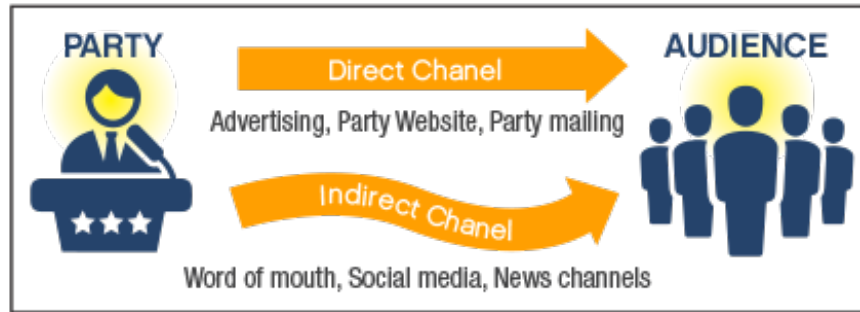 PARTY
AUDIENCE
Direct Chanel
Advertising, Party Website, Party mailing
Indirect Chanel
Word of mouth, Social media, News channels